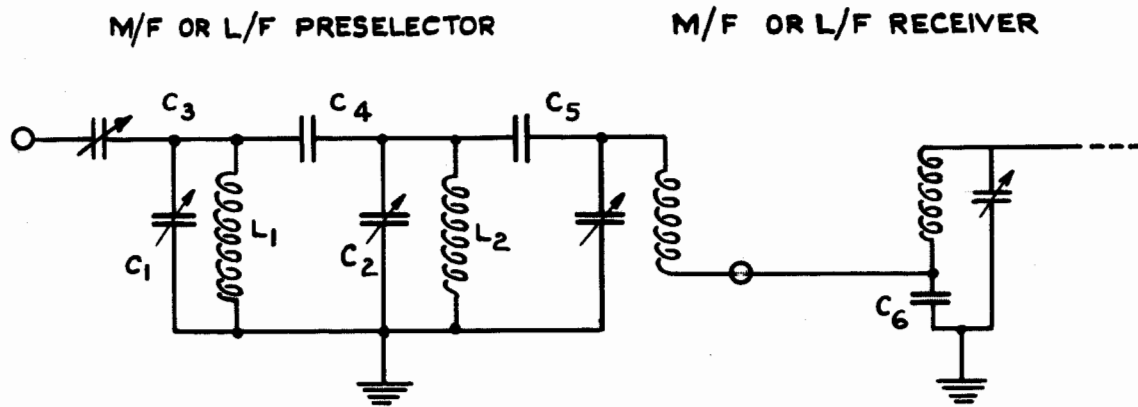 M/F OR L/F PRESELECTOR
M/F OR L/F RECEIVER
C3
C4
C5
C1
L1
C2
L2
C6